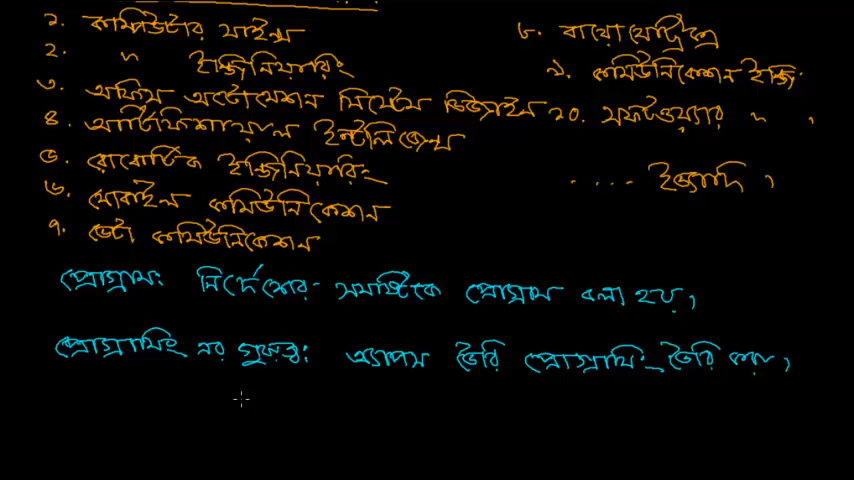 ১. কম্পিউটার সাইন্স
২. " ইঞ্জিনিয়ারিং
৩. অফিস অটোমেশন সিস্টেম ডিজাইন
৪. আর্টিফিশিয়াল ইন্টেলিজেন্স
৫. রোবোটিক ইঞ্জিনিয়ারিং
৬. মোবাইল কমিউনিকেশন
৭. ডেটা কমিউনিকেশন
৮. বায়োমেট্রিক্স
৯. কমিউনিকেশন ইঞ্জি:
১০. সফটওয়্যার " ।
.... ইত্যাদি ।
প্রোগ্রাম: নির্দেশের সমষ্টিকে প্রোগ্রাম বলা হয়।
প্রোগ্রামিং এর গুরুত্ব: অ্যাপস তৈরি প্রোগ্রামিং তৈরি করা,